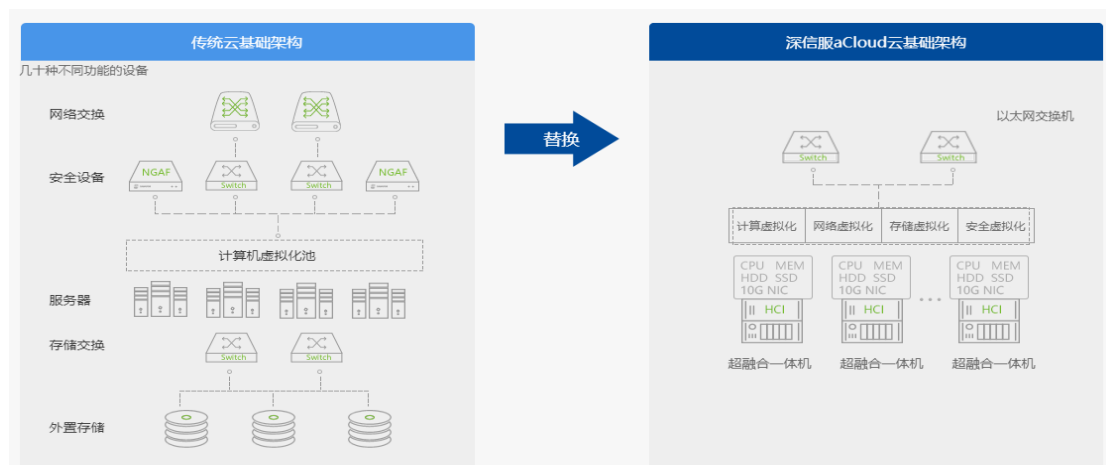 传统云基础架构
几十种不同功能的设备
网络交换
安全设备
NGAF
Switch
Switch
NGAF
计算机虚拟化池
服务器
存储交换
Switch
Switch
外置存储
替换
深信服aCloud云基础架构
以太网交换机
Switch
Switch
计算虚拟化
网络虚拟化
存储虚拟化
安全虚拟化
CPU MEM
HDD SSD
10G NIC
HCI
超融合一体机
CPU MEM
HDD SSD
10G NIC
HCI
超融合一体机
CPU MEM
HDD SSD
10G NIC
HCI
超融合一体机